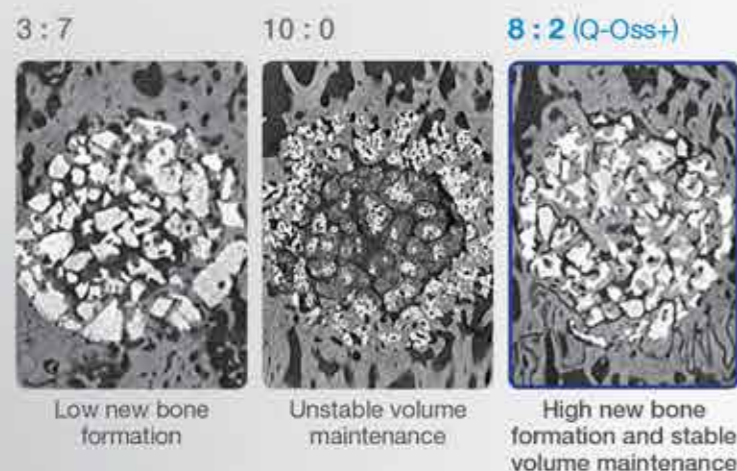 3 : 7
10 : 0
8 : 2 (Q-Oss+)
Low new bone
formation
Unstable volume
maintenance
High new bone
formation and stable
volume maintenance